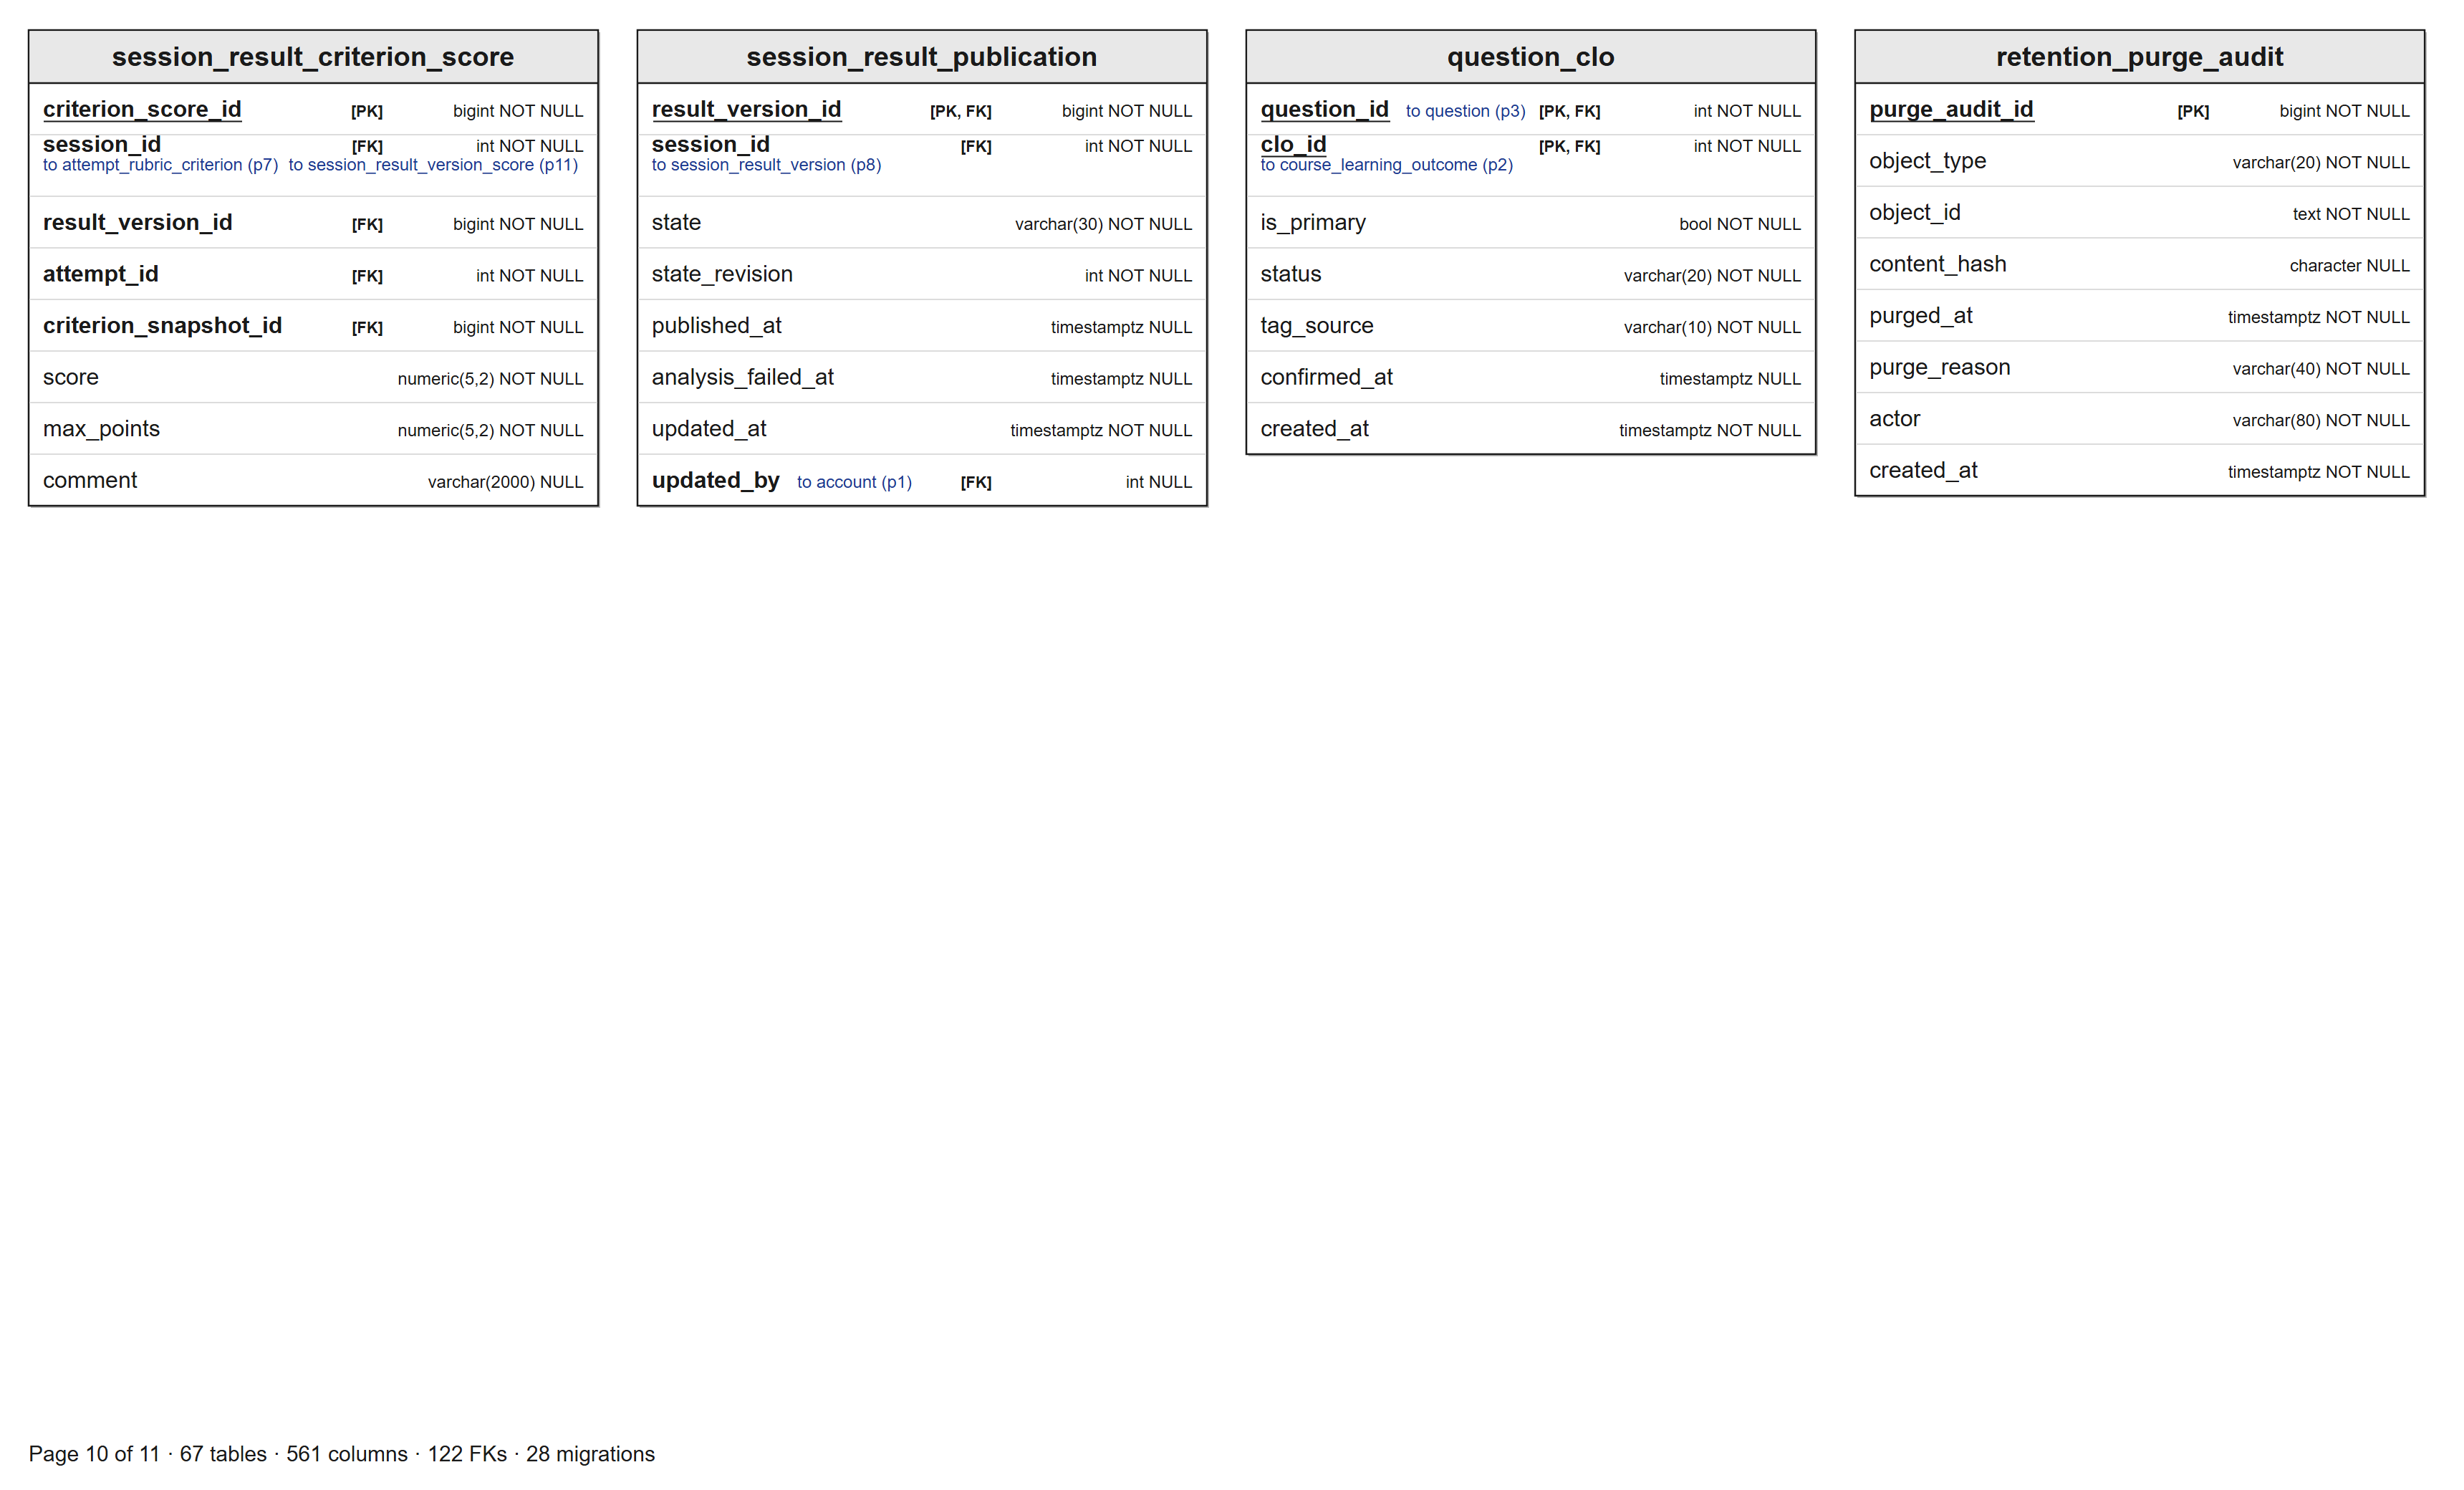 session_result_criterion_score
criterion_score_id [PK] bigint NOT NULL
session_id [FK] int NOT NULL
to attempt_rubric_criterion (p7) to session_result_version_score (p11)
result_version_id [FK] bigint NOT NULL
attempt_id [FK] int NOT NULL
criterion_snapshot_id [FK] bigint NOT NULL
score numeric(5,2) NOT NULL
max_points numeric(5,2) NOT NULL
comment varchar(2000) NULL
session_result_publication
result_version_id [PK, FK] bigint NOT NULL
session_id [FK] int NOT NULL
to session_result_version (p8)
state varchar(30) NOT NULL
state_revision int NOT NULL
published_at timestamptz NULL
analysis_failed_at timestamptz NULL
updated_at timestamptz NOT NULL
updated_by to account (p1) [FK] int NULL
question_clo
question_id to question (p3) [PK, FK] int NOT NULL
clo_id [PK, FK] int NOT NULL
to course_learning_outcome (p2)
is_primary bool NOT NULL
status varchar(20) NOT NULL
tag_source varchar(10) NOT NULL
confirmed_at timestamptz NULL
created_at timestamptz NOT NULL
retention_purge_audit
purge_audit_id [PK] bigint NOT NULL
object_type varchar(20) NOT NULL
object_id text NOT NULL
content_hash character NULL
purged_at timestamptz NOT NULL
purge_reason varchar(40) NOT NULL
actor varchar(80) NOT NULL
created_at timestamptz NOT NULL
Page 10 of 11 · 67 tables · 561 columns · 122 FKs · 28 migrations